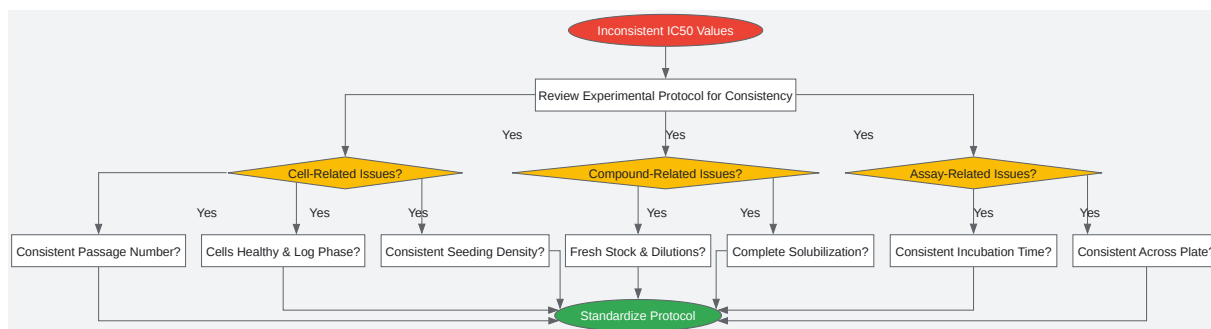 Inconsistent IC50 Values
Review Experimental Protocol for Consistency
Yes
Yes
Yes
Cell-Related Issues?
Compound-Related Issues?
Assay-Related Issues?
Yes
Yes
Yes
Yes
Yes
Yes
Yes
Consistent Passage Number?
Cells Healthy & Log Phase?
Consistent Seeding Density?
Fresh Stock & Dilutions?
Complete Solubilization?
Consistent Incubation Time?
Consistent Across Plate?
Standardize Protocol